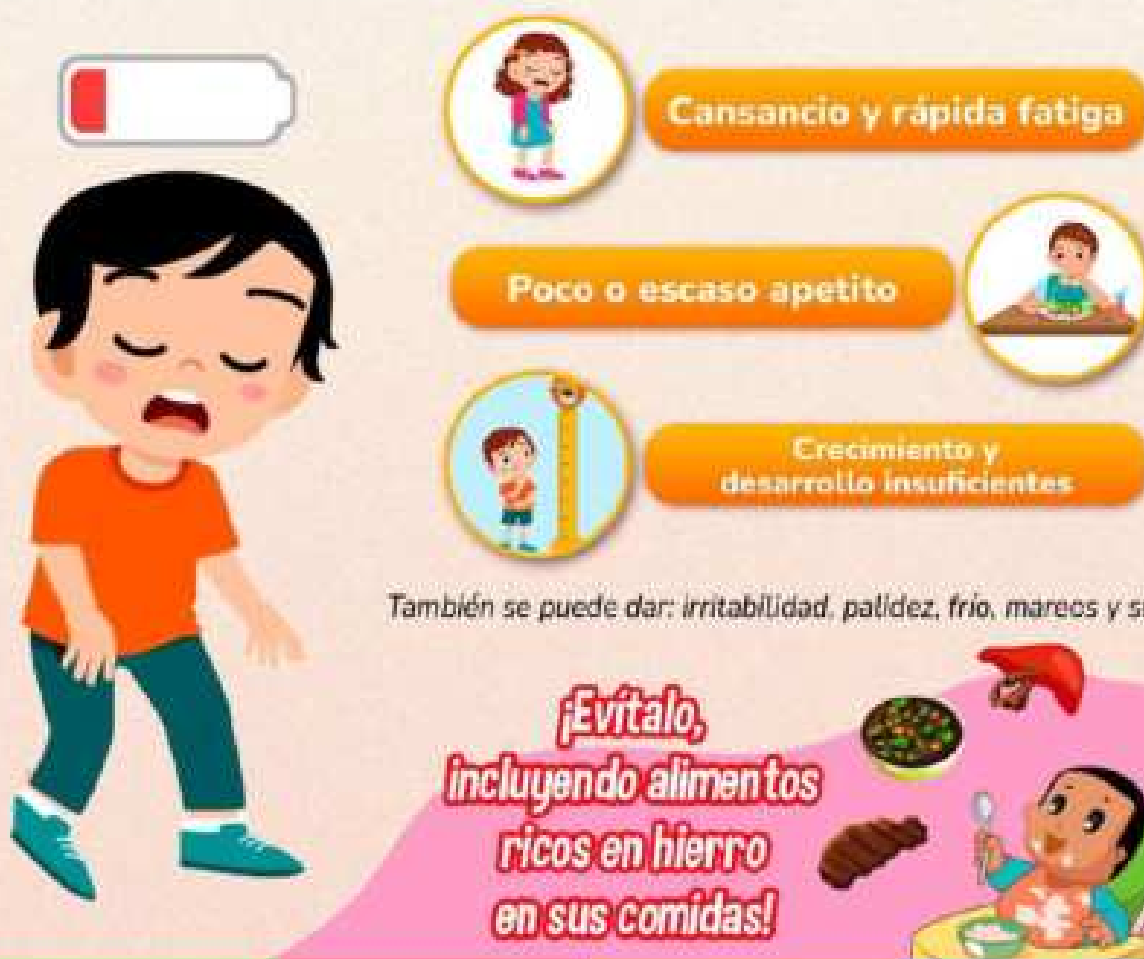 Cansancio y rápida fatiga
Poco o escaso apetito
Crecimiento y
desarrollo insuficientes
También se puede dar: irritabilidad, palidez, frío, mareos y
¡Evítalo,
incluyendo alimentos
ricos en hierro
en sus comidas!